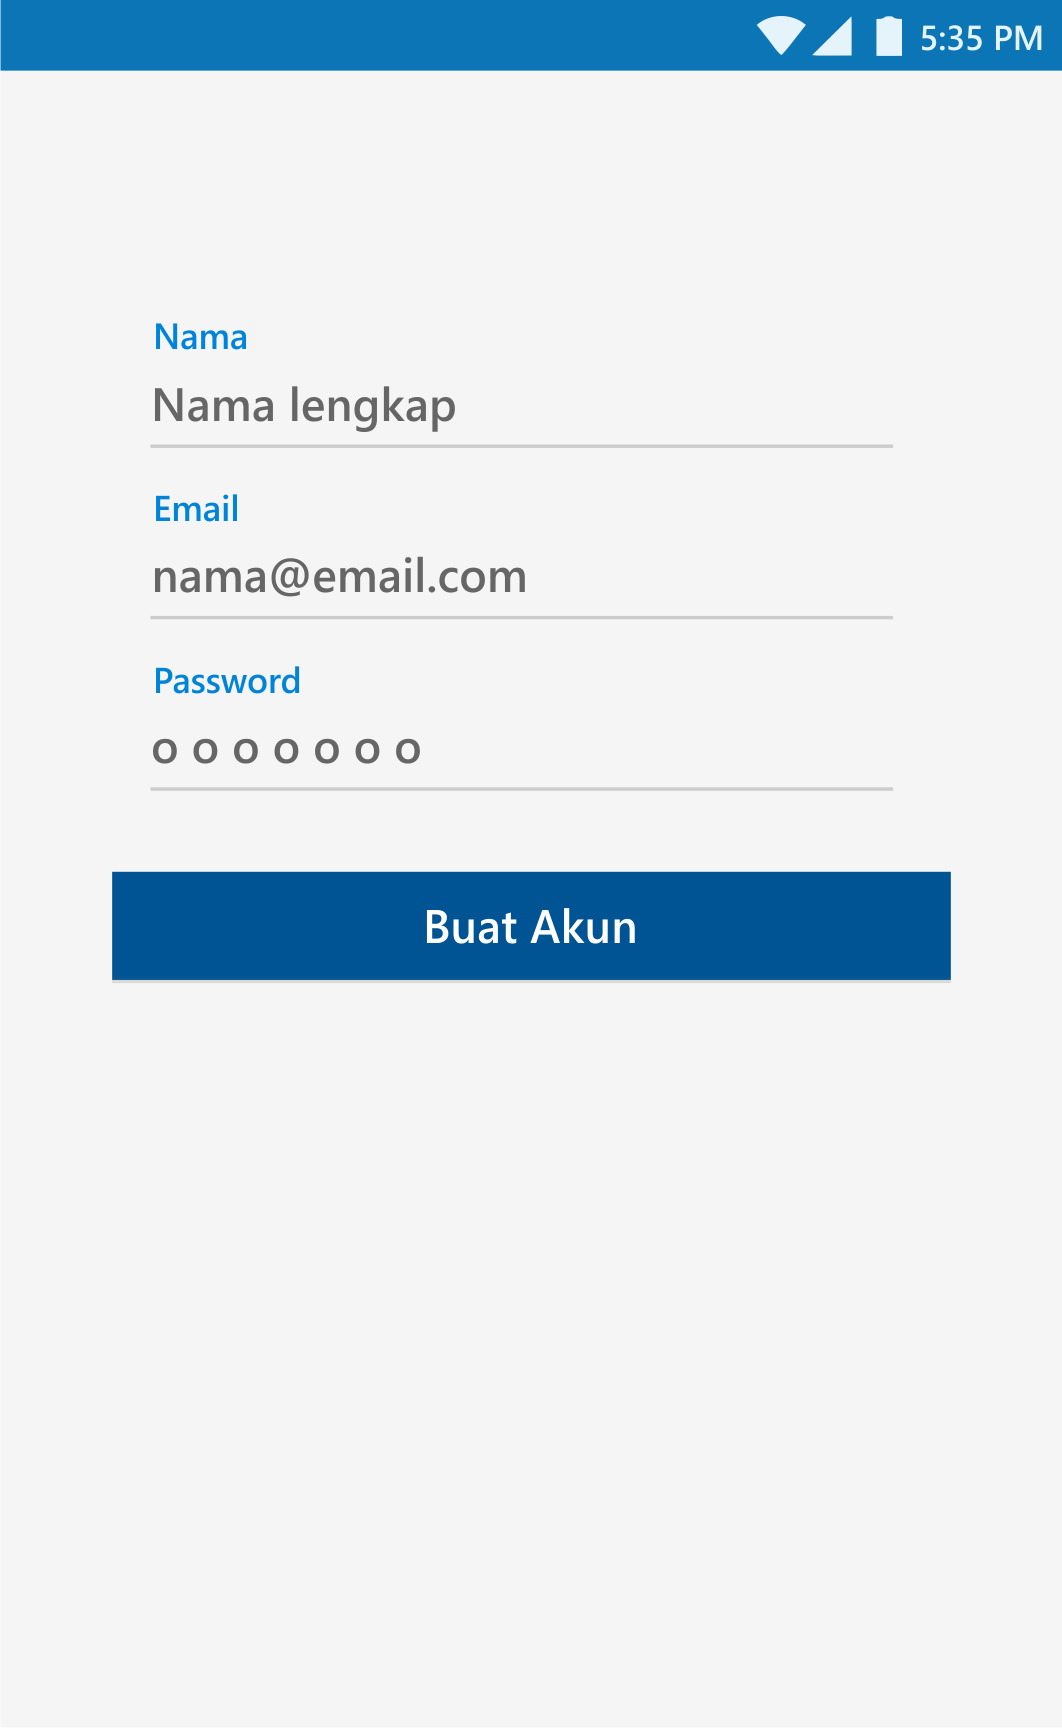 5:35 PM
Nama
Nama lengkap
Email
nama@email.com
Password
o o o o o o o
Buat Akun